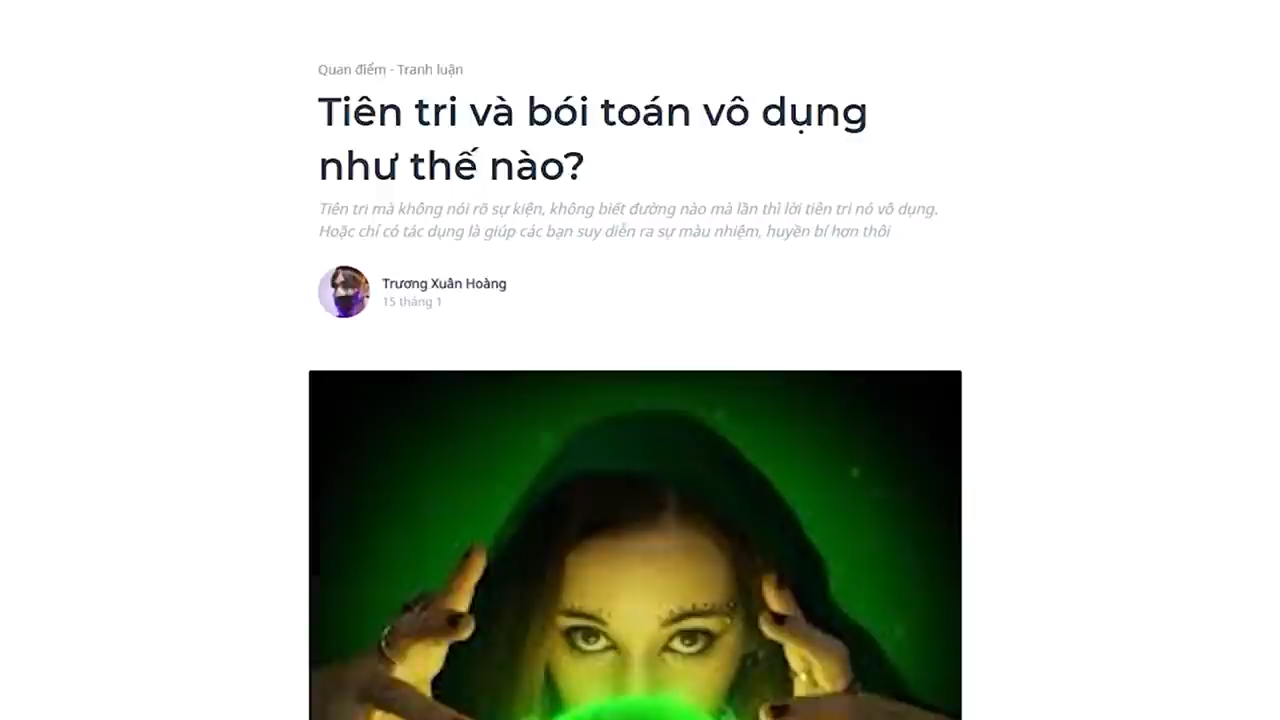 Quan điểm - Tranh luận
Tiên tri và bói toán vô dụng
như thế nào?
Tiên tri mà không nói rõ sự kiện, không biết đường nào mà lần thì lời tiên tri nó vô dụng.
Hoặc chỉ có tác dụng là giúp các bạn suy diễn ra sự màu nhiệm, huyền bí hơn thôi
Trương Xuân Hoàng
15 tháng 1